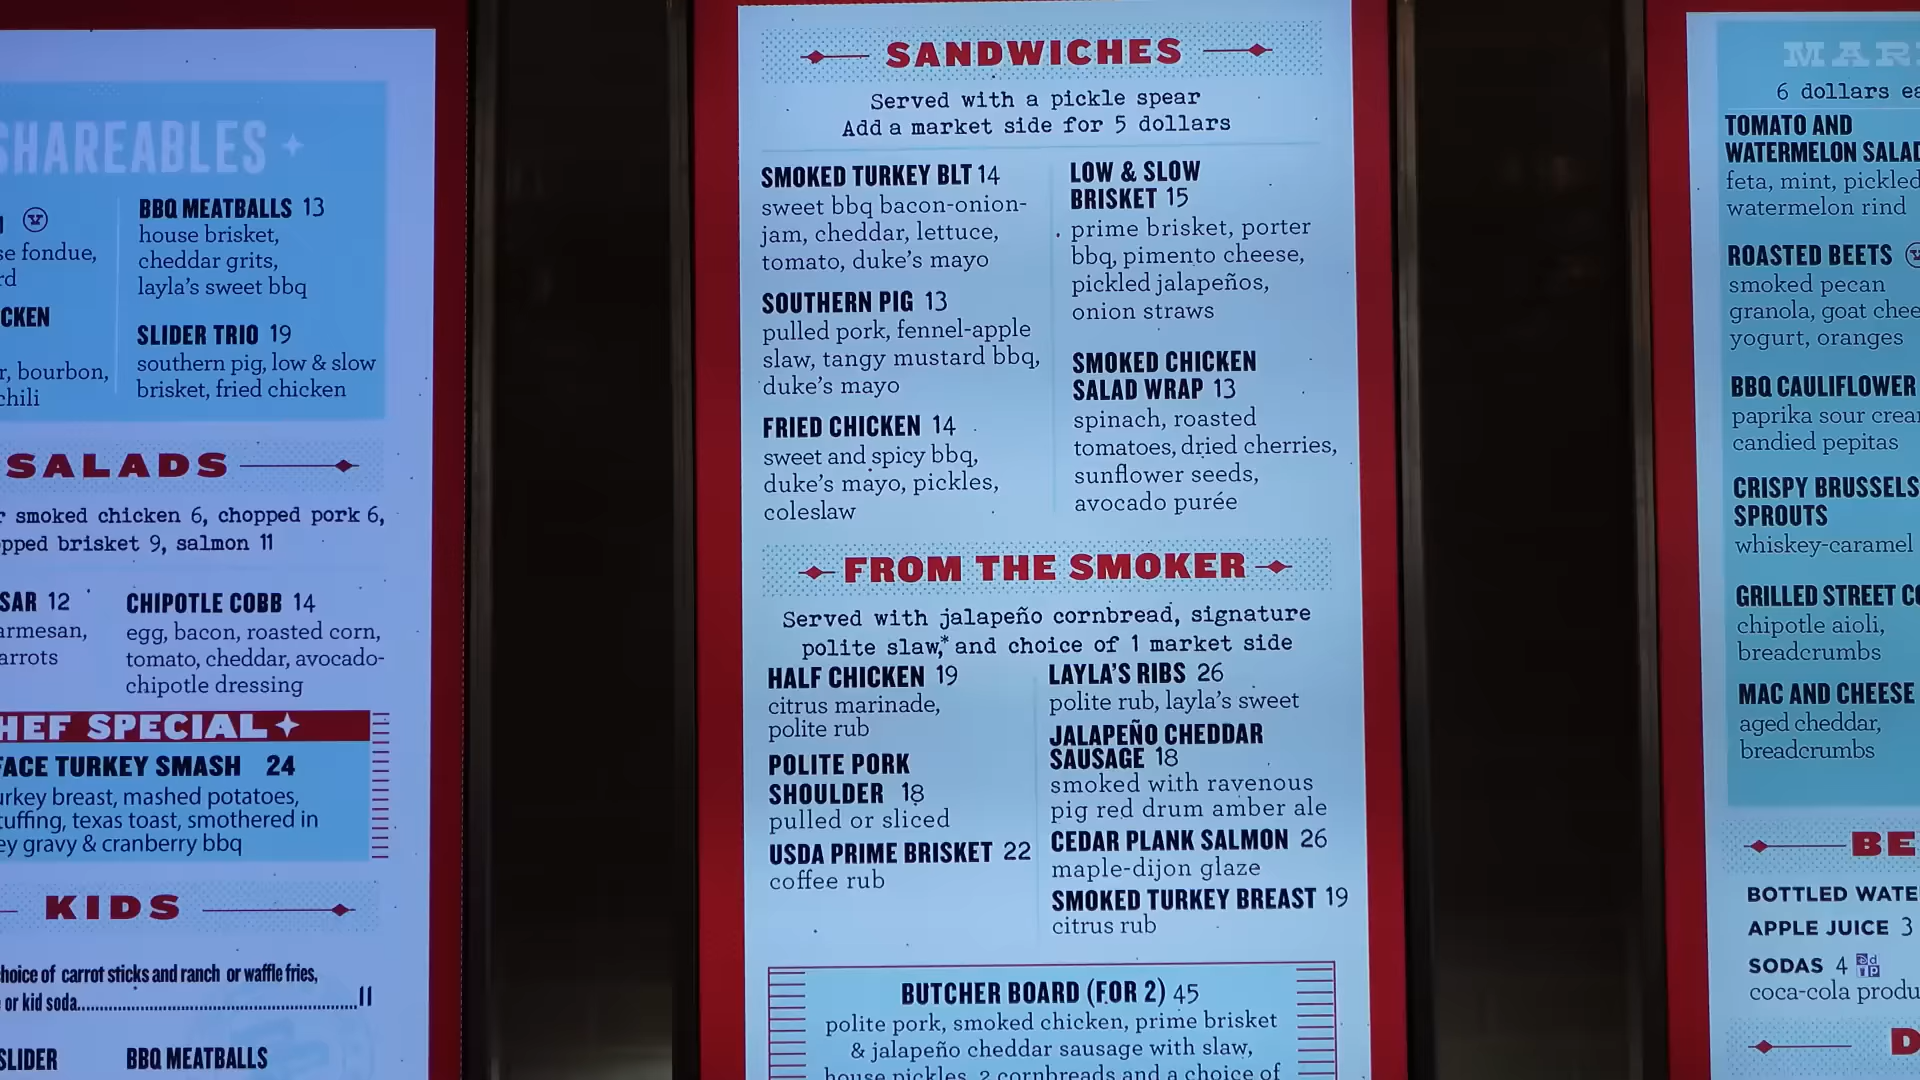 SHAREABLES
se fondue,
rd
CKEN
r, bourbon,
chili
BBQ MEATBALLS 13
house brisket,
cheddar grits,
layla's sweet bbq
SLIDER TRIO 19
southern pig, low & slow
brisket, fried chicken
SALADS
r smoked chicken 6, chopped pork 6,
pped brisket 9, salmon 11
SAR 12
armesan,
arrots
CHIPOTLE COBB 14
egg, bacon, roasted corn,
tomato, cheddar, avocado-
chipotle dressing
HEF SPECIAL
FACE TURKEY SMASH 24
urkey breast, mashed potatoes,
tuffing, texas toast, smothered in
ey gravy & cranberry bbq
KIDS
hoice of carrot sticks and ranch or waffle fries,
or kid soda...11
SLIDER
BBQ MEATBALLS
SANDWICHES
Served with a pickle spear
Add a market side for 5 dollars
SMOKED TURKEY BLT 14
sweet bbq bacon-onion-
jam, cheddar, lettuce,
tomato, duke's mayo
SOUTHERN PIG 13
pulled pork, fennel-apple
slaw, tangy mustard bbq,
duke's mayo
FRIED CHICKEN 14
sweet and spicy bbq,
duke's mayo, pickles,
coleslaw
LOW & SLOW
BRISKET 15
prime brisket, porter
bbq, pimento cheese,
pickled jalapeños,
onion straws
SMOKED CHICKEN
SALAD WRAP 13
spinach, roasted
tomatoes, dried cherries,
sunflower seeds,
avocado purée
FROM THE SMOKER
Served with jalapeño cornbread, signature
polite slaw,* and choice of 1 market side
HALF CHICKEN 19
citrus marinade,
polite rub
POLITE PORK
SHOULDER 18
pulled or sliced
USDA PRIME BRISKET 22
coffee rub
LAYLA'S RIBS 26
polite rub, layla's sweet
JALAPEÑO CHEDDAR
SAUSAGE 18
smoked with ravenous
pig red drum amber ale
CEDAR PLANK SALMON 26
maple-dijon glaze
SMOKED TURKEY BREAST 19
citrus rub
BUTCHER BOARD (FOR 2) 45
polite pork, smoked chicken, prime brisket
& jalapeño cheddar sausage with slaw,
house pickles, 2 cornbreads and a choice of
MAR
6 dollars ea
TOMATO AND
WATERMELON SALAD
feta, mint, pickled
watermelon rind
ROASTED BEETS
smoked pecan
granola, goat chee
yogurt, oranges
BBQ CAULIFLOWER
paprika sour crea
candied pepitas
CRISPY BRUSSELS
SPROUTS
whiskey-caramel
GRILLED STREET CO
chipotle aioli,
breadcrumbs
MAC AND CHEESE
aged cheddar,
breadcrumbs
BE
BOTTLED WATE
APPLE JUICE 3
SODAS 4
coca-cola produ
D